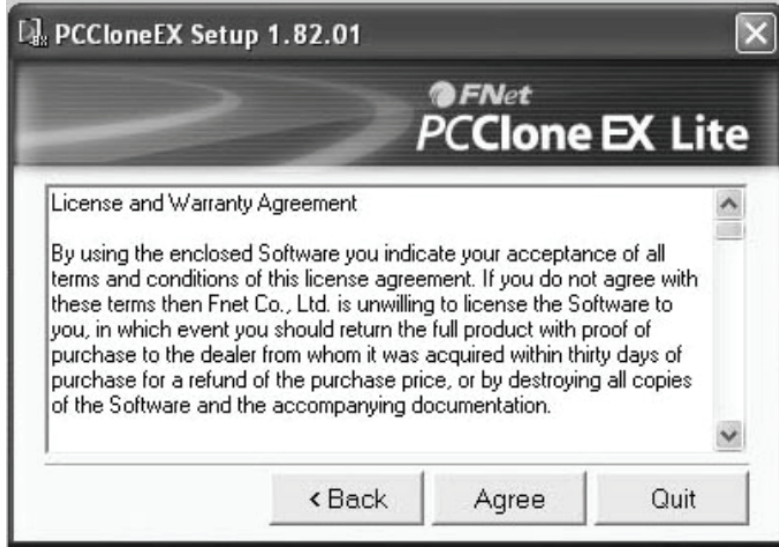 PCCloneEX Setup 1.82.01
FNet
PCClone EX Lite
License and Warranty Agreement
By using the enclosed Software you indicate your acceptance of all
terms and conditions of this license agreement. If you do not agree with
these terms then Fnet Co., Ltd. is unwilling to license the Software to
you, in which event you should return the full product with proof of
purchase to the dealer from whom it was acquired within thirty days of
purchase for a refund of the purchase price, or by destroying all copies
of the Software and the accompanying documentation.
< Back
Agree
Quit